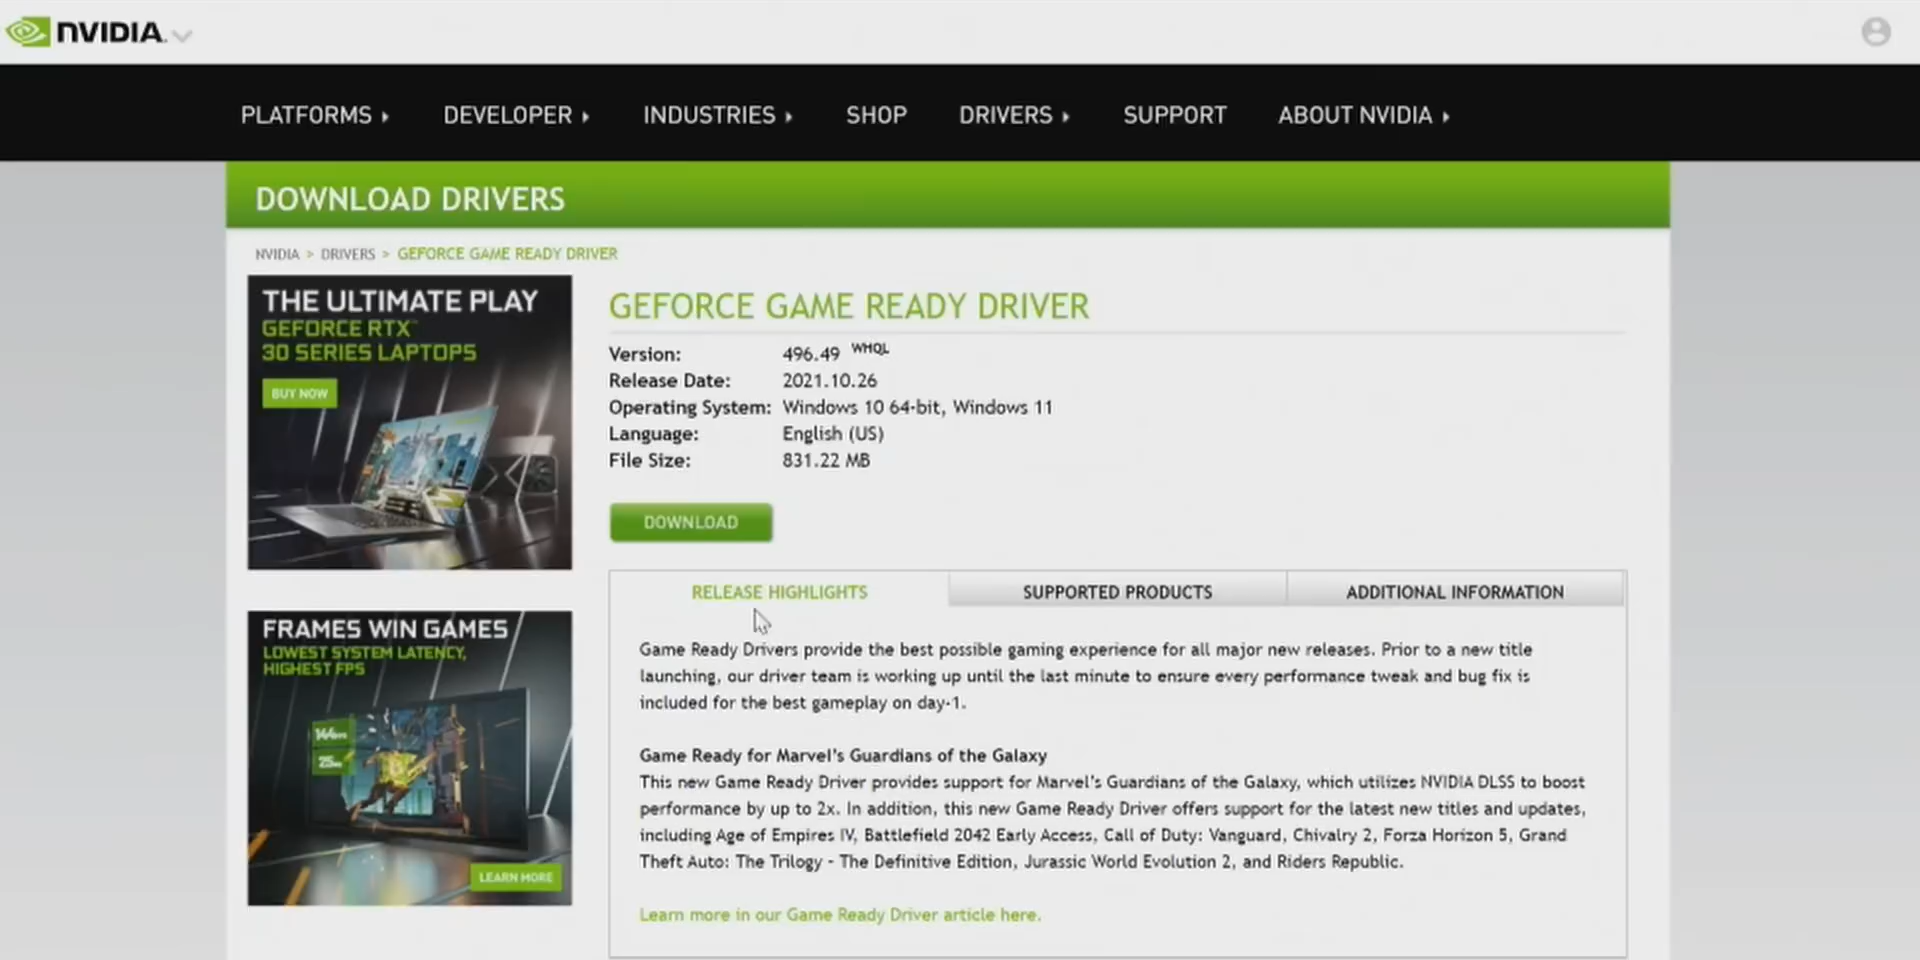 NVIDIA
PLATFORMS DEVELOPER INDUSTRIES SHOP DRIVERS SUPPORT ABOUT NVIDIA
DOWNLOAD DRIVERS
NVIDIA > DRIVERS > GEFORCE GAME READY DRIVER
THE ULTIMATE PLAY
GEFORCE RTX™
30 SERIES LAPTOPS
BUY NOW
FRAMES WIN GAMES
LOWEST SYSTEM LATENCY,
HIGHEST FPS
LEARN MORE
GEFORCE GAME READY DRIVER
Version: 496.49 WHQL
Release Date: 2021.10.26
Operating System: Windows 10 64-bit, Windows 11
Language: English (US)
File Size: 831.22 MB
DOWNLOAD
RELEASE HIGHLIGHTS SUPPORTED PRODUCTS ADDITIONAL INFORMATION
Game Ready Drivers provide the best possible gaming experience for all major new releases. Prior to a new title
launching, our driver team is working up until the last minute to ensure every performance tweak and bug fix is
included for the best gameplay on day-1.
Game Ready for Marvel's Guardians of the Galaxy
This new Game Ready Driver provides support for Marvel's Guardians of the Galaxy, which utilizes NVIDIA DLSS to boost
performance by up to 2x. In addition, this new Game Ready Driver offers support for the latest new titles and updates,
including Age of Empires IV, Battlefield 2042 Early Access, Call of Duty: Vanguard, Chivalry 2, Forza Horizon 5, Grand
Theft Auto: The Trilogy - The Definitive Edition, Jurassic World Evolution 2, and Riders Republic.
Learn more in our Game Ready Driver article here.